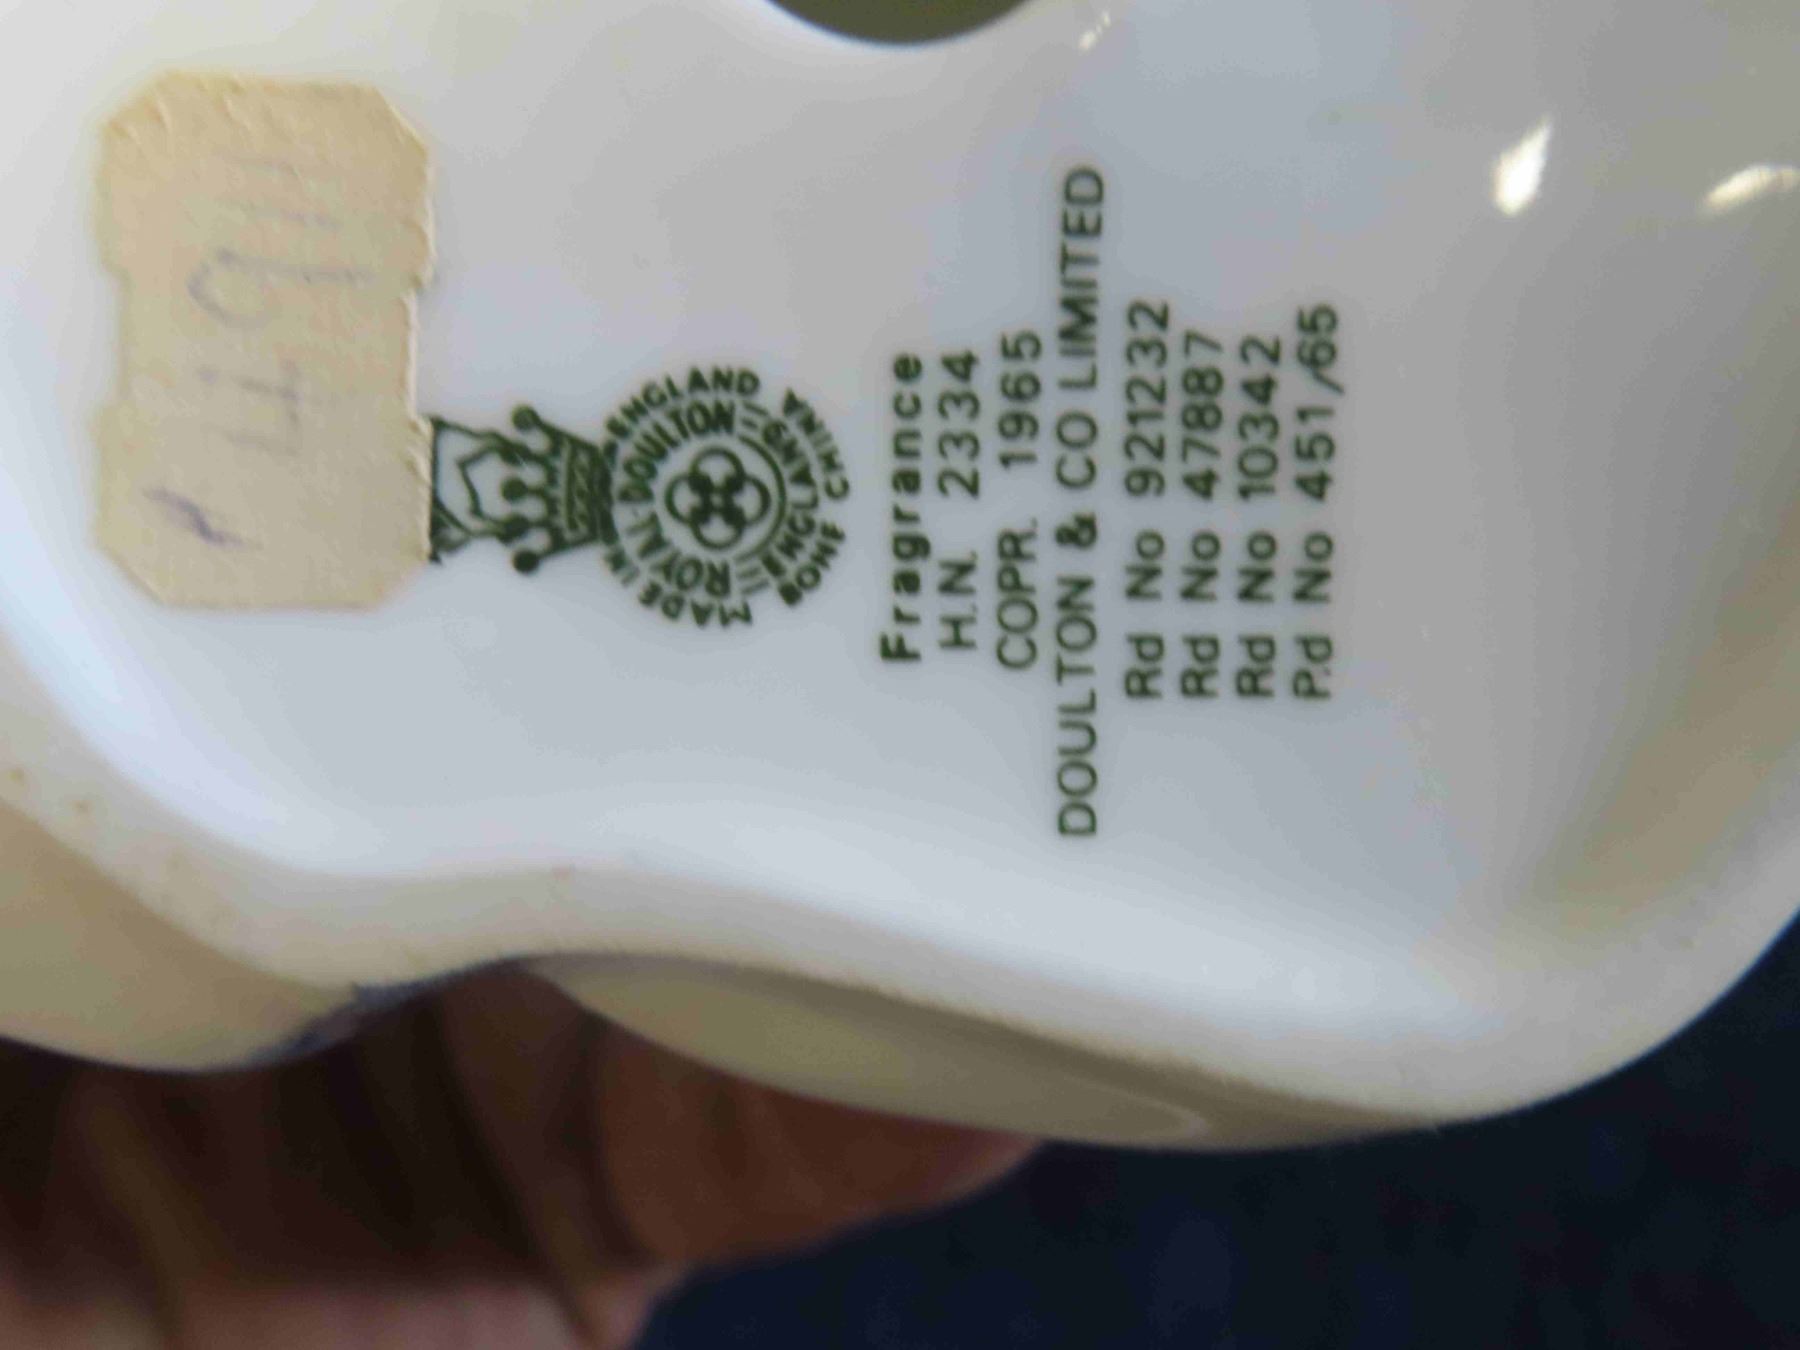 MADE IN ENGLAND
ROYAL DOULTON
ENGLAND
BONE CHINA
Fragrance
H.N. 2334
COPR. 1965
DOULTON & CO LIMITED
Rd No 921232
Rd No 47887
Rd No 10342
P.d No 451/65